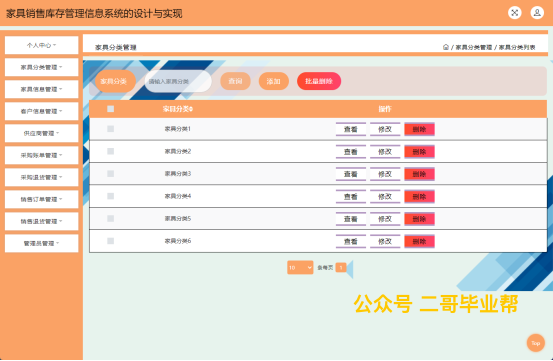 家具销售库存管理信息系统的设计与实现
个人中心
家具分类管理
家具信息管理
客户信息管理
供应商管理
采购账单管理
采购退货管理
销售订单管理
销售退货管理
管理员管理
家具分类管理
/ 家具分类管理 / 家具分类列表
家具分类 请输入家具分类 查询 添加 批量删除
家具分类 操作
家具分类1 查看 修改 删除
家具分类2 查看 修改 删除
家具分类3 查看 修改 删除
家具分类4 查看 修改 删除
家具分类5 查看 修改 删除
家具分类6 查看 修改 删除
10 条每页 1
公众号 二哥毕业帮
Top